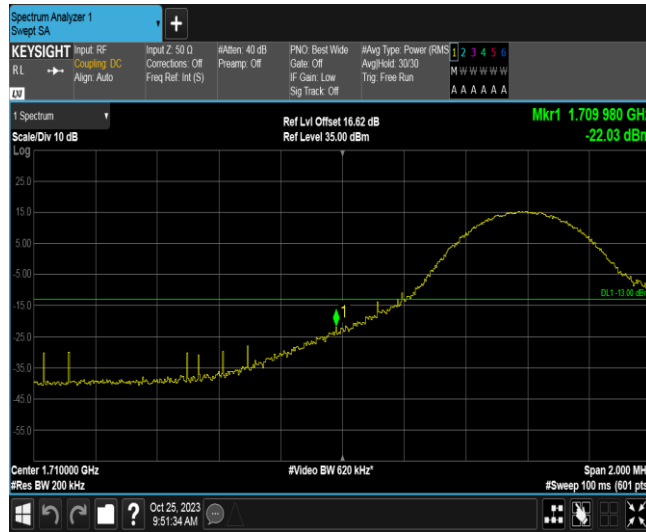 Spectrum Analyzer 1
Swept SA
+
KEYSIGHT
RL
LXI
Input: RF
Coupling: DC
Align: Auto
Input Z: 50 Ω
Corrections: Off
Freq Ref: Int (S)
#Atten: 40 dB
Preamp: Off
PNO: Best Wide
Gate: Off
IF Gain: Low
Sig Track: Off
#Avg Type: Power (RMS
Avg|Hold: 30/30
Trig: Free Run
1 2 3 4 5 6
M W W W W W
A A A A A A
1 Spectrum
Scale/Div 10 dB
Ref Lvl Offset 16.62 dB
Ref Level 35.00 dBm
Mkr1 1.709 980 GHz
-22.03 dBm
Log
25.0
15.0
5.00
-5.00
-15.0
-25.0
-35.0
-45.0
-55.0
1
DL1 -13.00 dBm
Center 1.710000 GHz
#Res BW 200 kHz
#Video BW 620 kHz*
Span 2.000 MH
#Sweep 100 ms (601 pts
?
Oct 25, 2023
9:51:34 AM